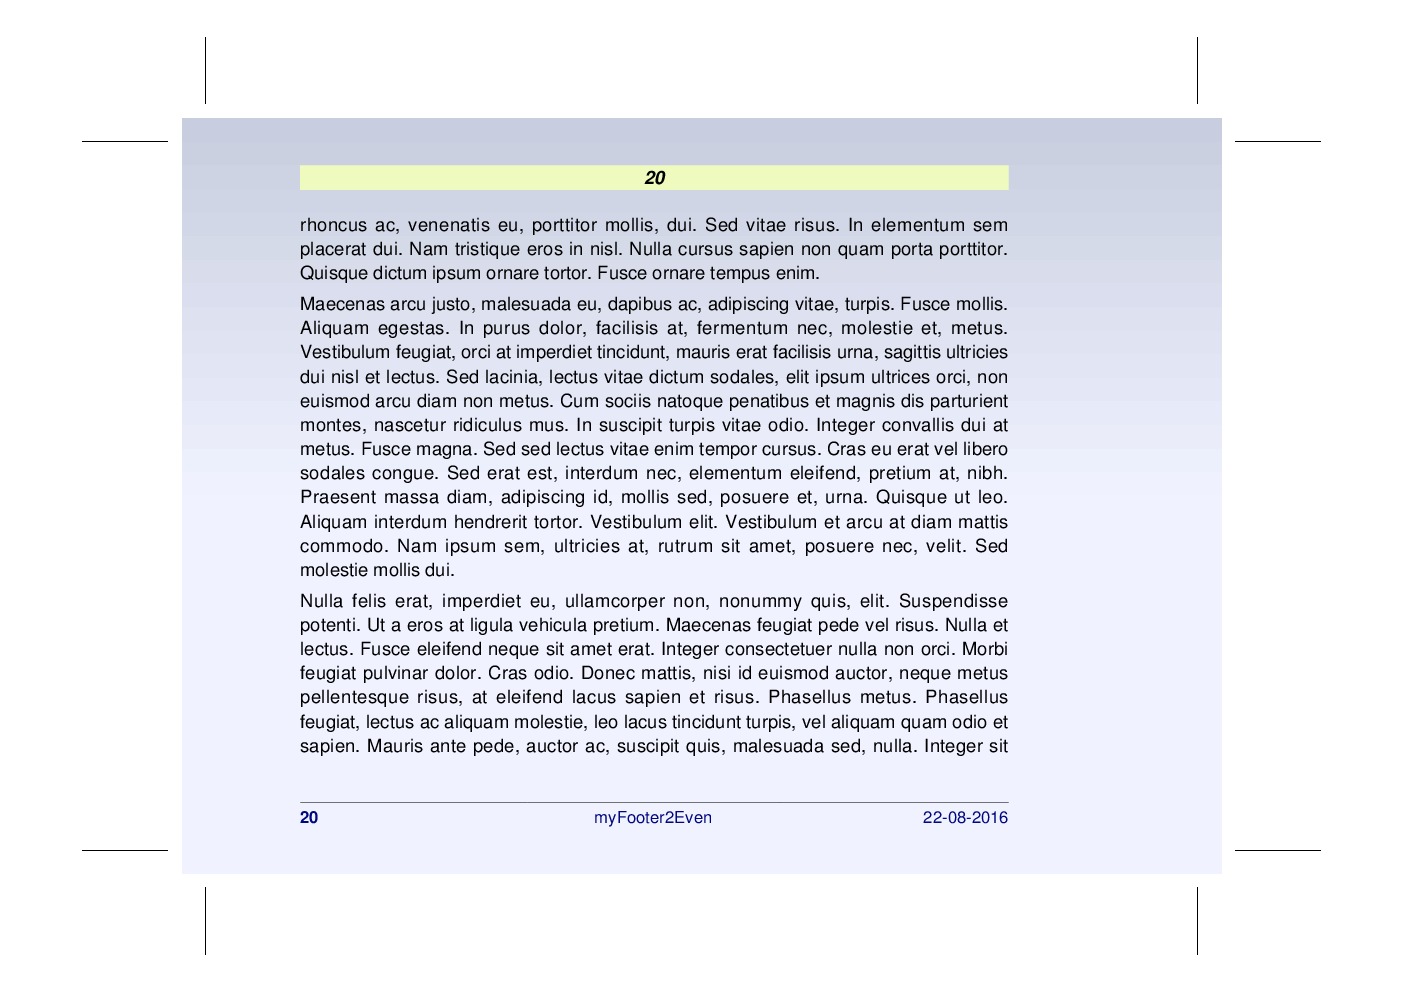 20
rhoncus ac, venenatis eu, porttitor mollis, dui. Sed vitae risus. In elementum sem
placerat dui. Nam tristique eros in nisl. Nulla cursus sapien non quam porta porttitor.
Quisque dictum ipsum ornare tortor. Fusce ornare tempus enim.
Maecenas arcu justo, malesuada eu, dapibus ac, adipiscing vitae, turpis. Fusce mollis.
Aliquam egestas. In purus dolor, facilisis at, fermentum nec, molestie et, metus.
Vestibulum feugiat, orci at imperdiet tincidunt, mauris erat facilisis urna, sagittis ultricies
dui nisl et lectus. Sed lacinia, lectus vitae dictum sodales, elit ipsum ultrices orci, non
euismod arcu diam non metus. Cum sociis natoque penatibus et magnis dis parturient
montes, nascetur ridiculus mus. In suscipit turpis vitae odio. Integer convallis dui at
metus. Fusce magna. Sed sed lectus vitae enim tempor cursus. Cras eu erat vel libero
sodales congue. Sed erat est, interdum nec, elementum eleifend, pretium at, nibh.
Praesent massa diam, adipiscing id, mollis sed, posuere et, urna. Quisque ut leo.
Aliquam interdum hendrerit tortor. Vestibulum elit. Vestibulum et arcu at diam mattis
commodo. Nam ipsum sem, ultricies at, rutrum sit amet, posuere nec, velit. Sed
molestie mollis dui.
Nulla felis erat, imperdiet eu, ullamcorper non, nonummy quis, elit. Suspendisse
potenti. Ut a eros at ligula vehicula pretium. Maecenas feugiat pede vel risus. Nulla et
lectus. Fusce eleifend neque sit amet erat. Integer consectetuer nulla non orci. Morbi
feugiat pulvinar dolor. Cras odio. Donec mattis, nisi id euismod auctor, neque metus
pellentesque risus, at eleifend lacus sapien et risus. Phasellus metus. Phasellus
feugiat, lectus ac aliquam molestie, leo lacus tincidunt turpis, vel aliquam quam odio et
sapien. Mauris ante pede, auctor ac, suscipit quis, malesuada sed, nulla. Integer sit
20 myFooter2Even 22-08-2016